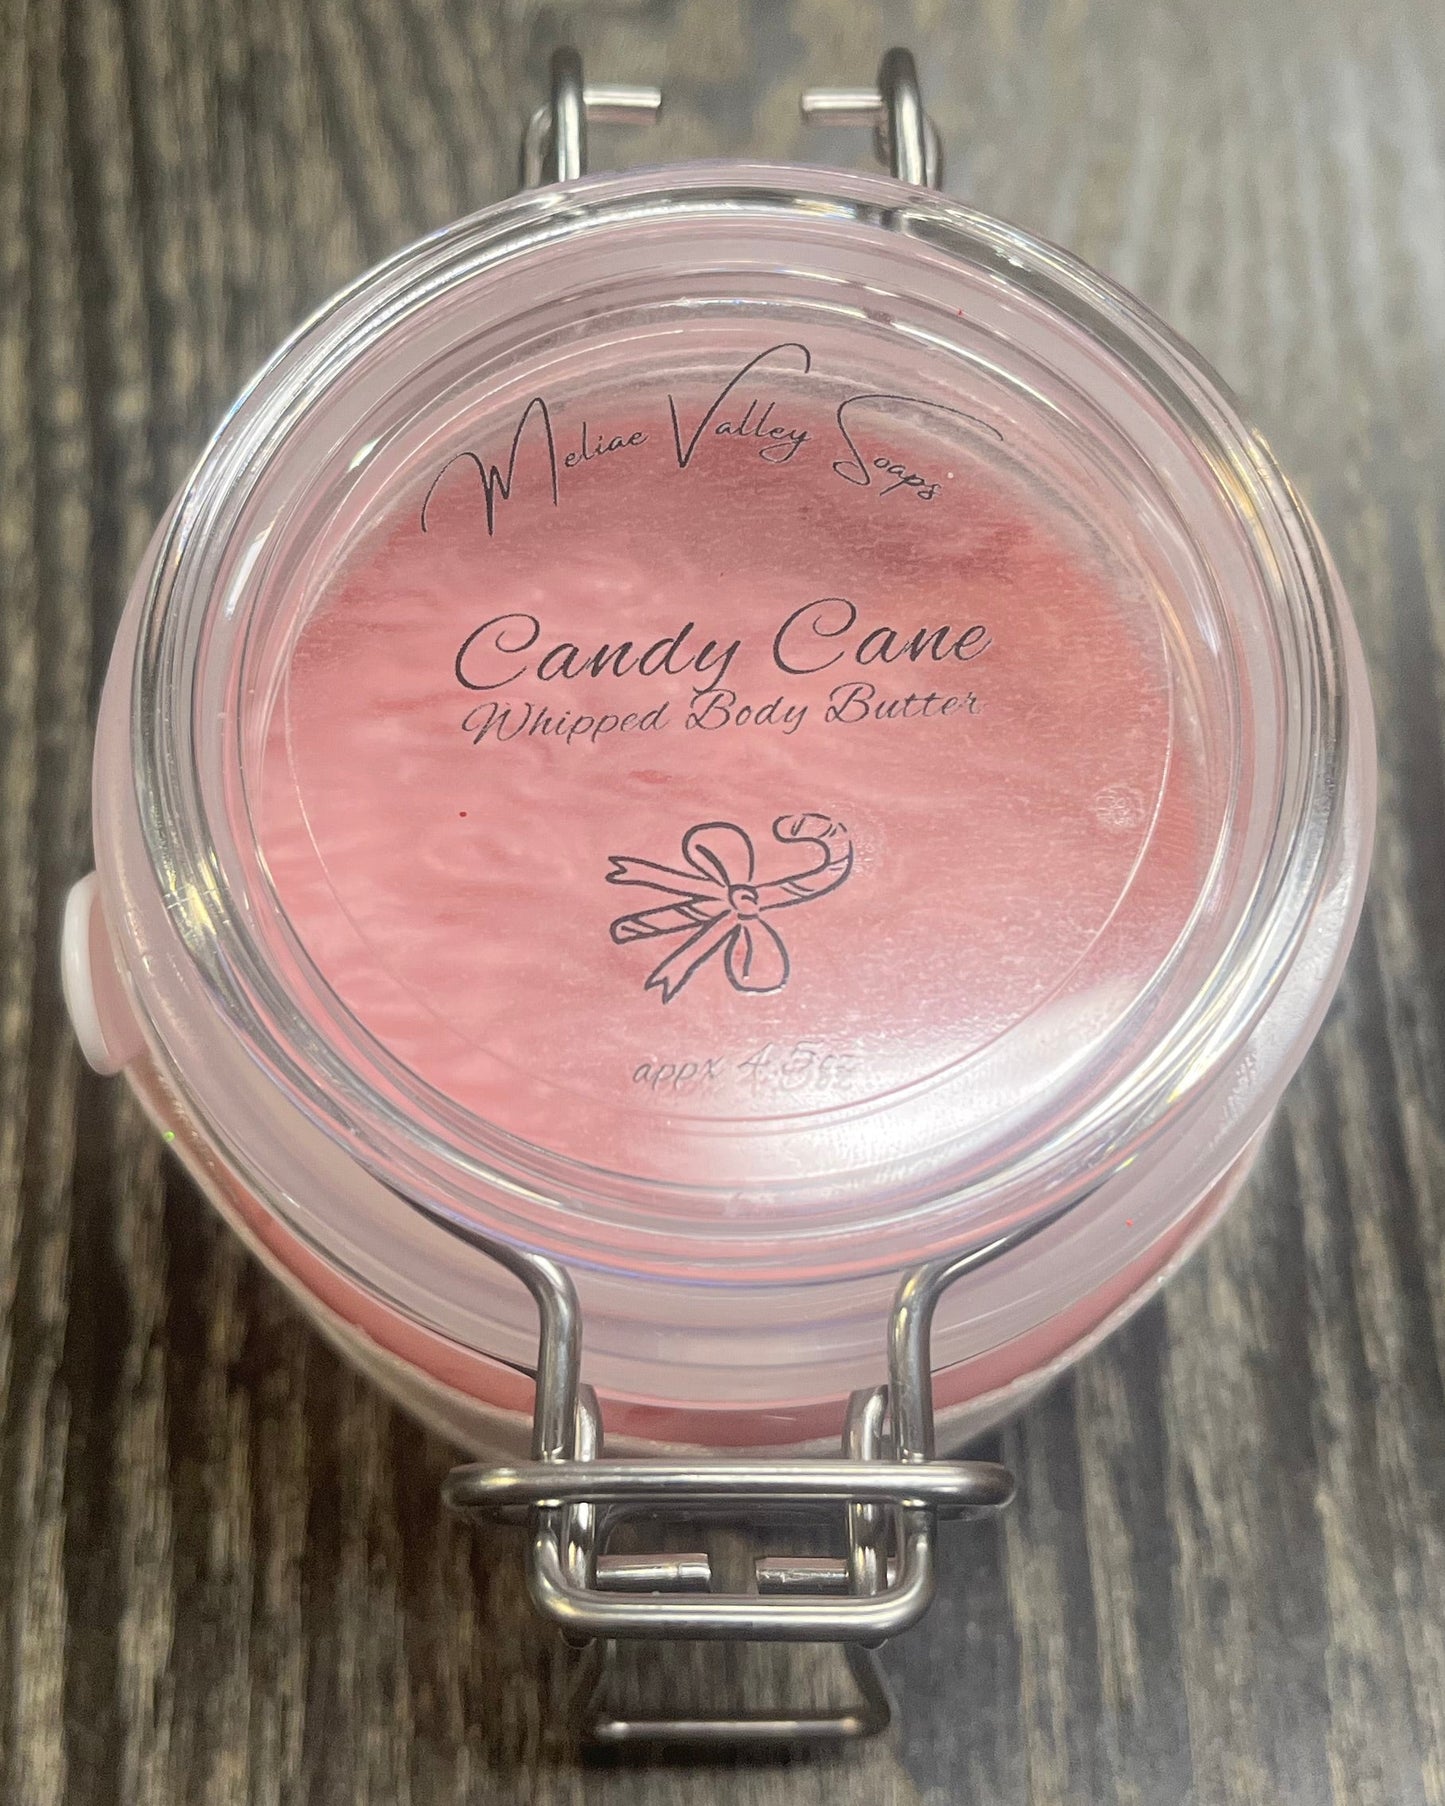 Meliae Valley Soaps
Candy Cane
Whipped Body Butter
appx 4.5oz